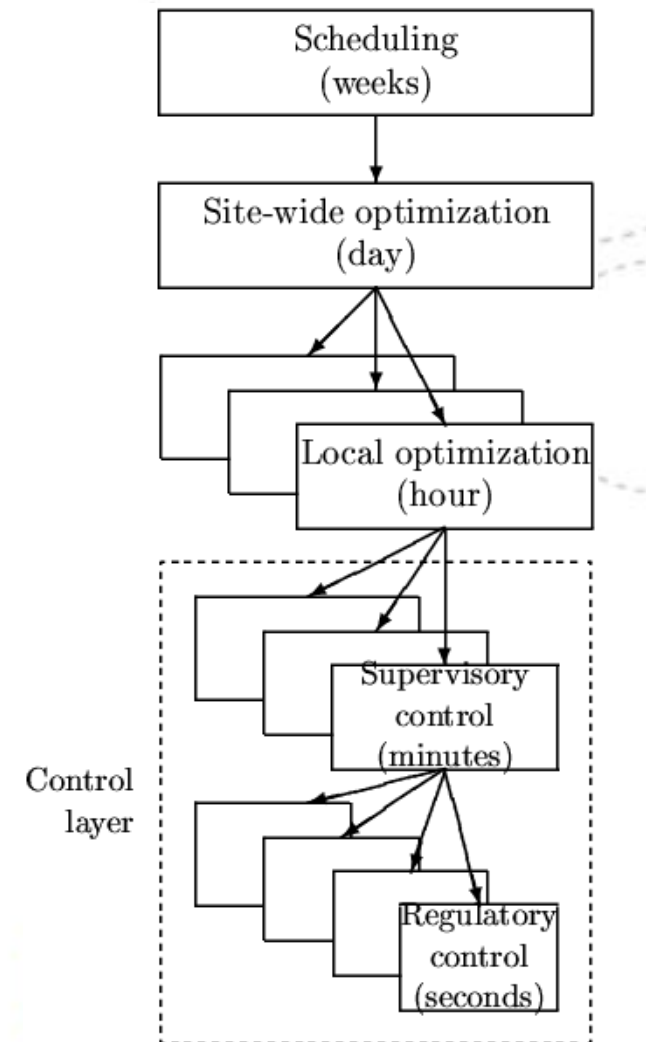 Scheduling
(weeks)
Site-wide optimization
(day)
Local optimization
(hour)
Supervisory
control
(minutes)
Control
layer
Regulatory
control
(seconds)